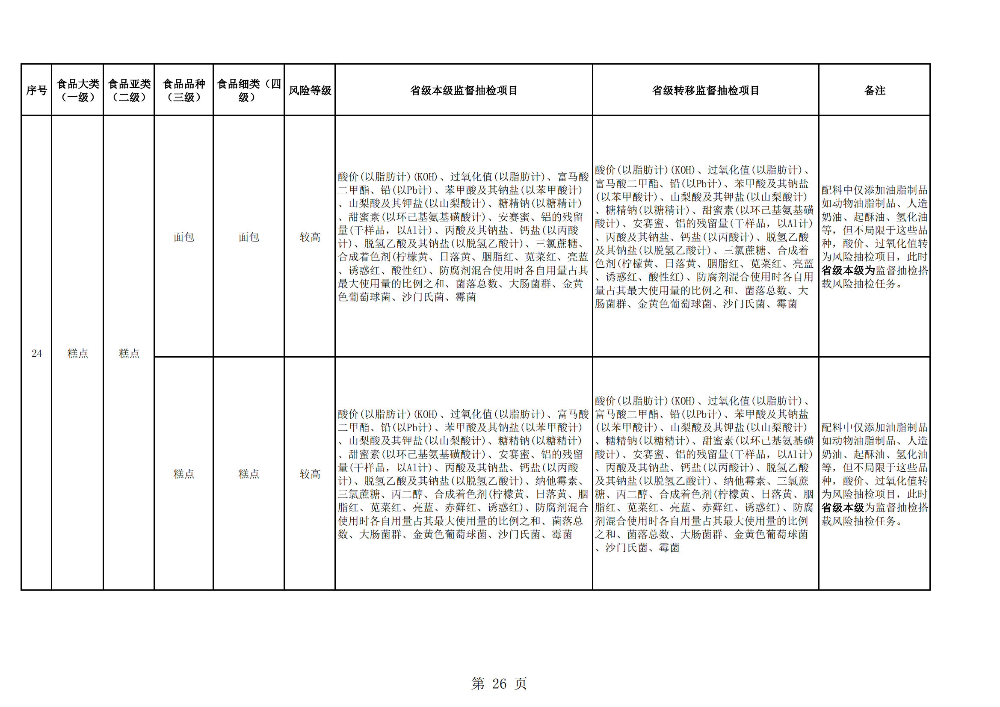 序号
食品大类
（一级）
食品亚类
（二级）
食品品种
（三级）
食品细类（四
级）
风险等级
省级本级监督抽检项目
省级转移监督抽检项目
备注
24
糕点
糕点
面包
面包
较高
酸价(以脂肪计)(KOH)、过氧化值(以脂肪计)、富马酸
二甲酯、铅(以Pb计)、苯甲酸及其钠盐(以苯甲酸计)
、山梨酸及其钾盐(以山梨酸计)、糖精钠(以糖精计)
、甜蜜素(以环己基氨基磺酸计)、安赛蜜、铝的残留
量(干样品，以Al计)、丙酸及其钠盐、钙盐(以丙酸
计)、脱氢乙酸及其钠盐(以脱氢乙酸计)、三氯蔗糖、
合成着色剂(柠檬黄、日落黄、胭脂红、苋菜红、亮蓝
、诱惑红、酸性红)、防腐剂混合使用时各自用量占其
最大使用量的比例之和、菌落总数、大肠菌群、金黄
色葡萄球菌、沙门氏菌、霉菌
酸价(以脂肪计)(KOH)、过氧化值(以脂肪计)、
富马酸二甲酯、铅(以Pb计)、苯甲酸及其钠盐
(以苯甲酸计)、山梨酸及其钾盐(以山梨酸计)
、糖精钠(以糖精计)、甜蜜素(以环己基氨基磺
酸计)、安赛蜜、铝的残留量(干样品，以Al计)
、丙酸及其钠盐、钙盐(以丙酸计)、脱氢乙酸
及其钠盐(以脱氢乙酸计)、三氯蔗糖、合成着
色剂(柠檬黄、日落黄、胭脂红、苋菜红、亮蓝
、诱惑红、酸性红)、防腐剂混合使用时各自用
量占其最大使用量的比例之和、菌落总数、大
肠菌群、金黄色葡萄球菌、沙门氏菌、霉菌
配料中仅添加油脂制品
如动物油脂制品、人造
奶油、起酥油、氢化油
等，但不局限于这些品
种，酸价、过氧化值转
为风险抽检项目，此时
省级本级为监督抽检搭
载风险抽检任务。
糕点
糕点
较高
酸价(以脂肪计)(KOH)、过氧化值(以脂肪计)、富马酸
二甲酯、铅(以Pb计)、苯甲酸及其钠盐(以苯甲酸计)
、山梨酸及其钾盐(以山梨酸计)、糖精钠(以糖精计)
、甜蜜素(以环己基氨基磺酸计)、安赛蜜、铝的残留
量(干样品，以Al计)、丙酸及其钠盐、钙盐(以丙酸
计)、脱氢乙酸及其钠盐(以脱氢乙酸计)、纳他霉素、
三氯蔗糖、丙二醇、合成着色剂(柠檬黄、日落黄、胭
脂红、苋菜红、亮蓝、赤藓红、诱惑红)、防腐剂混合
使用时各自用量占其最大使用量的比例之和、菌落总
数、大肠菌群、金黄色葡萄球菌、沙门氏菌、霉菌
酸价(以脂肪计)(KOH)、过氧化值(以脂肪计)、
富马酸二甲酯、铅(以Pb计)、苯甲酸及其钠盐
(以苯甲酸计)、山梨酸及其钾盐(以山梨酸计)
、糖精钠(以糖精计)、甜蜜素(以环己基氨基磺
酸计)、安赛蜜、铝的残留量(干样品，以Al计)
、丙酸及其钠盐、钙盐(以丙酸计)、脱氢乙酸
及其钠盐(以脱氢乙酸计)、纳他霉素、三氯蔗
糖、丙二醇、合成着色剂(柠檬黄、日落黄、胭
脂红、苋菜红、亮蓝、赤藓红、诱惑红)、防腐
剂混合使用时各自用量占其最大使用量的比例
之和、菌落总数、大肠菌群、金黄色葡萄球菌
、沙门氏菌、霉菌
配料中仅添加油脂制品
如动物油脂制品、人造
奶油、起酥油、氢化油
等，但不局限于这些品
种，酸价、过氧化值转
为风险抽检项目，此时
省级本级为监督抽检搭
载风险抽检任务。
第 26 页